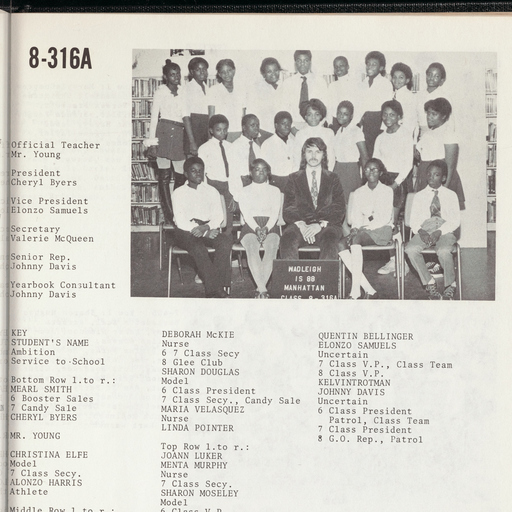 8-316A
Official Teacher
Mr. Young
President
Cheryl Byers
Vice President
Elonzo Samuels
Secretary
Valerie McQueen
Senior Rep.
Johnny Davis
Yearbook Consultant
Johnny Davis
MADLEIGH
IS 88
MANHATTAN
CLASS 8-316A
KEY
STUDENT'S NAME
Ambition
Service to School
Bottom Row l.to r.:
MEARL SMITH
6 Booster Sales
7 Candy Sale
CHERYL BYERS
MR. YOUNG
CHRISTINA ELFE
Model
7 Class Secy.
ALONZO HARRIS
Athlete
Middle Row l.to r.:
DEBORAH McKIE
Nurse
6 7 Class Secy
8 Glee Club
SHARON DOUGLAS
Model
6 Class President
7 Class Secy., Candy Sale
MARIA VELASQUEZ
Nurse
LINDA POINTER
Top Row l.to r.:
JOANN LUKER
MENTA MURPHY
Nurse
7 Class Secy.
SHARON MOSELEY
Model
6 Class V.P.
QUENTIN BELLINGER
ELONZO SAMUELS
Uncertain
7 Class V.P., Class Team
8 Class V.P.
KELVINTROTMAN
JOHNNY DAVIS
Uncertain
6 Class President
Patrol, Class Team
7 Class President
8 G.O. Rep., Patrol